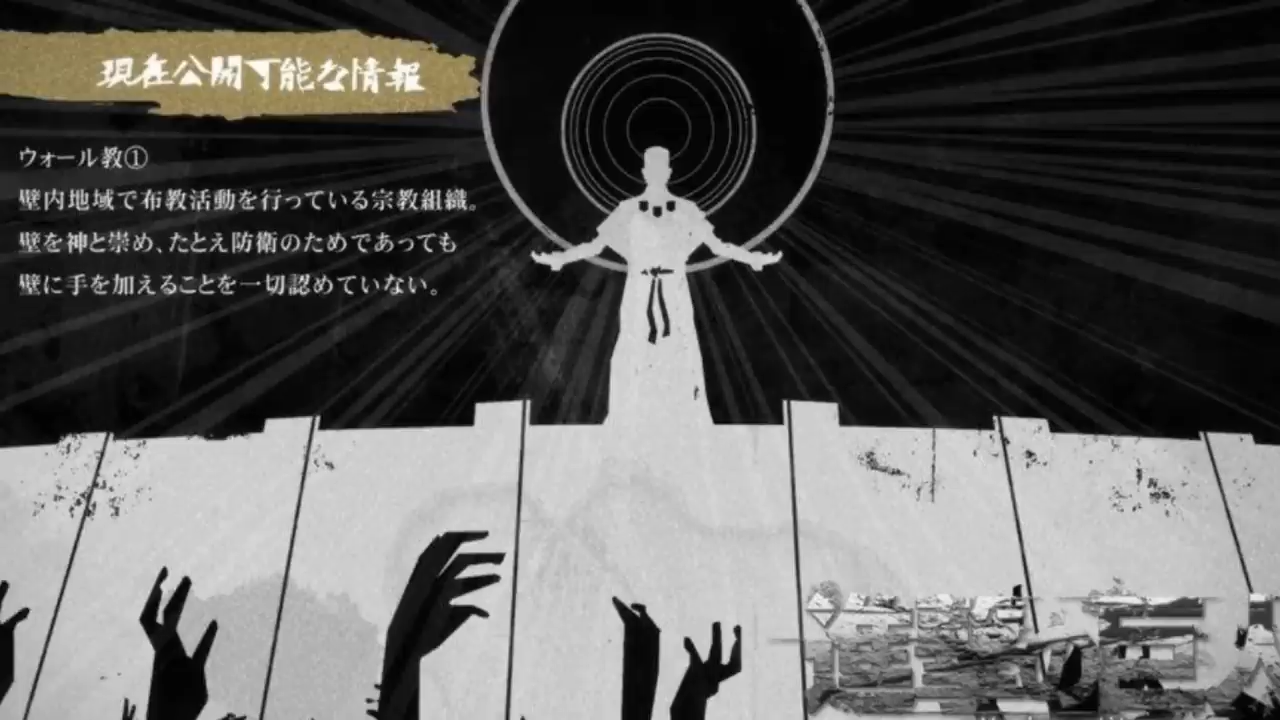 現在公開可能な情報
ウォール教①
壁内地域で布教活動を行っている宗教組織。
壁を神と崇め、たとえ防衛のためであっても
壁に手を加えることを一切認めていない。